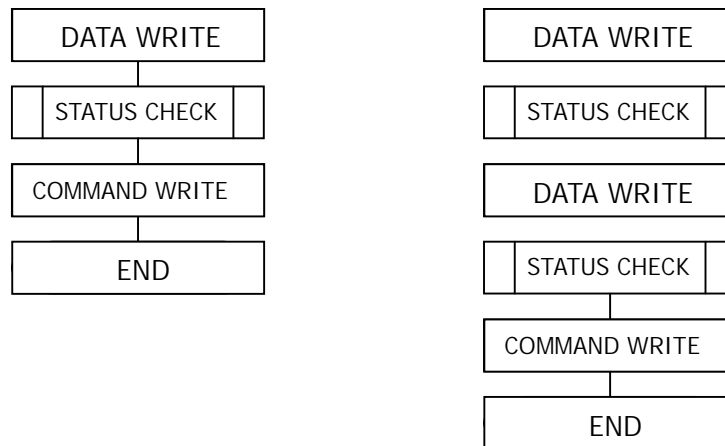 DATA WRITE
STATUS CHECK
COMMAND WRITE
END
DATA WRITE
STATUS CHECK
DATA WRITE
STATUS CHECK
COMMAND WRITE
END